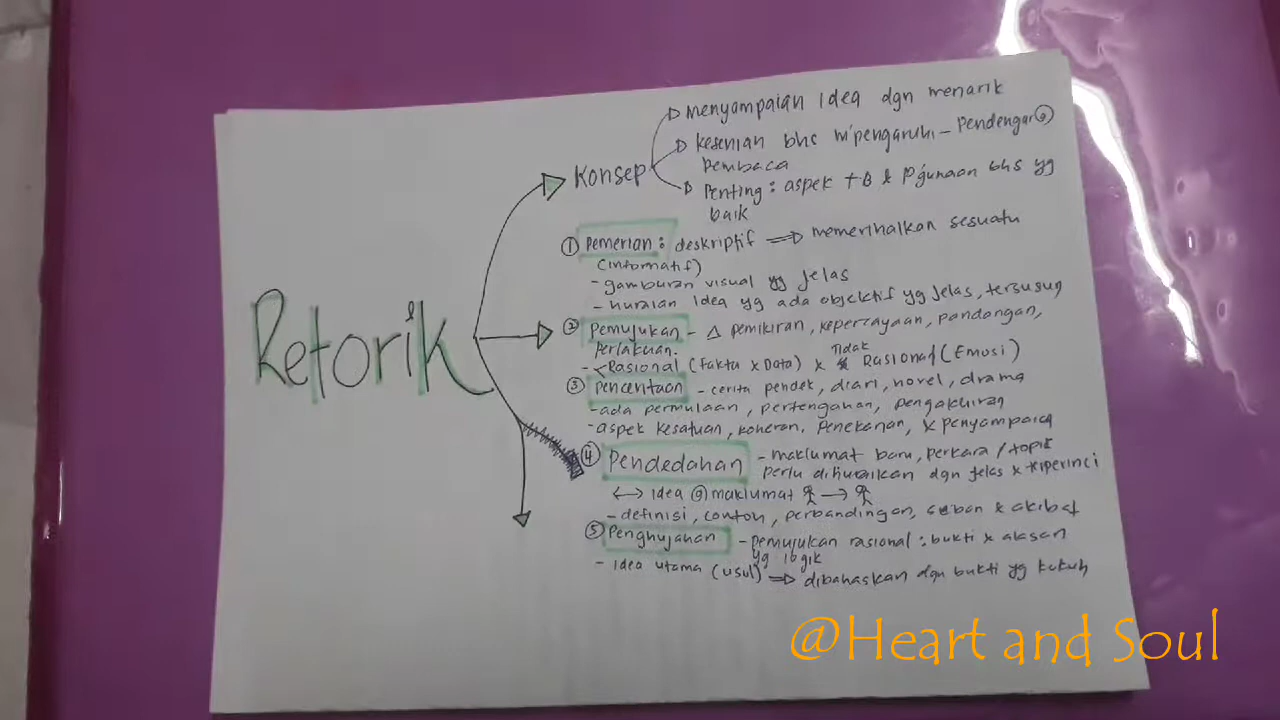 Retorik
Konsep
menyampaian idea dgn menarik
kesenian bhs m'pengaruhi - Pendengar @
Pembaca
Penting : aspek TB & p'gunaan bhs yg
baik
① Pemerian : deskriptif => memerihalkan sesuatu
(informatif)
- gamburan visual yg jelas
- huraian idea yg ada objektif yg jelas, tersusun
② Pemujukan - Δ pemikiran, kepercayaan, pandangan,
perlakuan.
- Rasional (Fakta x Data) x Tidak Rasional (Emosi)
③ Penceritaan - cerita pendek, diari, novel, drama
- ada permulaan, pertengahan, pengakhiran
- aspek kesatuan, koheran, Penekanan, x penyampaian
④ Pendedahan - maklumat baru, perkara / topik
perlu dihuraikan dgn jelas x terperinci
<-> idea @ maklumat ->
- definisi, contoh, perbandingan, sebab & akibat
⑤ Penghujahan - pemujukan rasional : bukti x alasan
yg logik
- idea utama (usul) => dibahaskan dgn bukti yg kukuh
@Heart and Soul